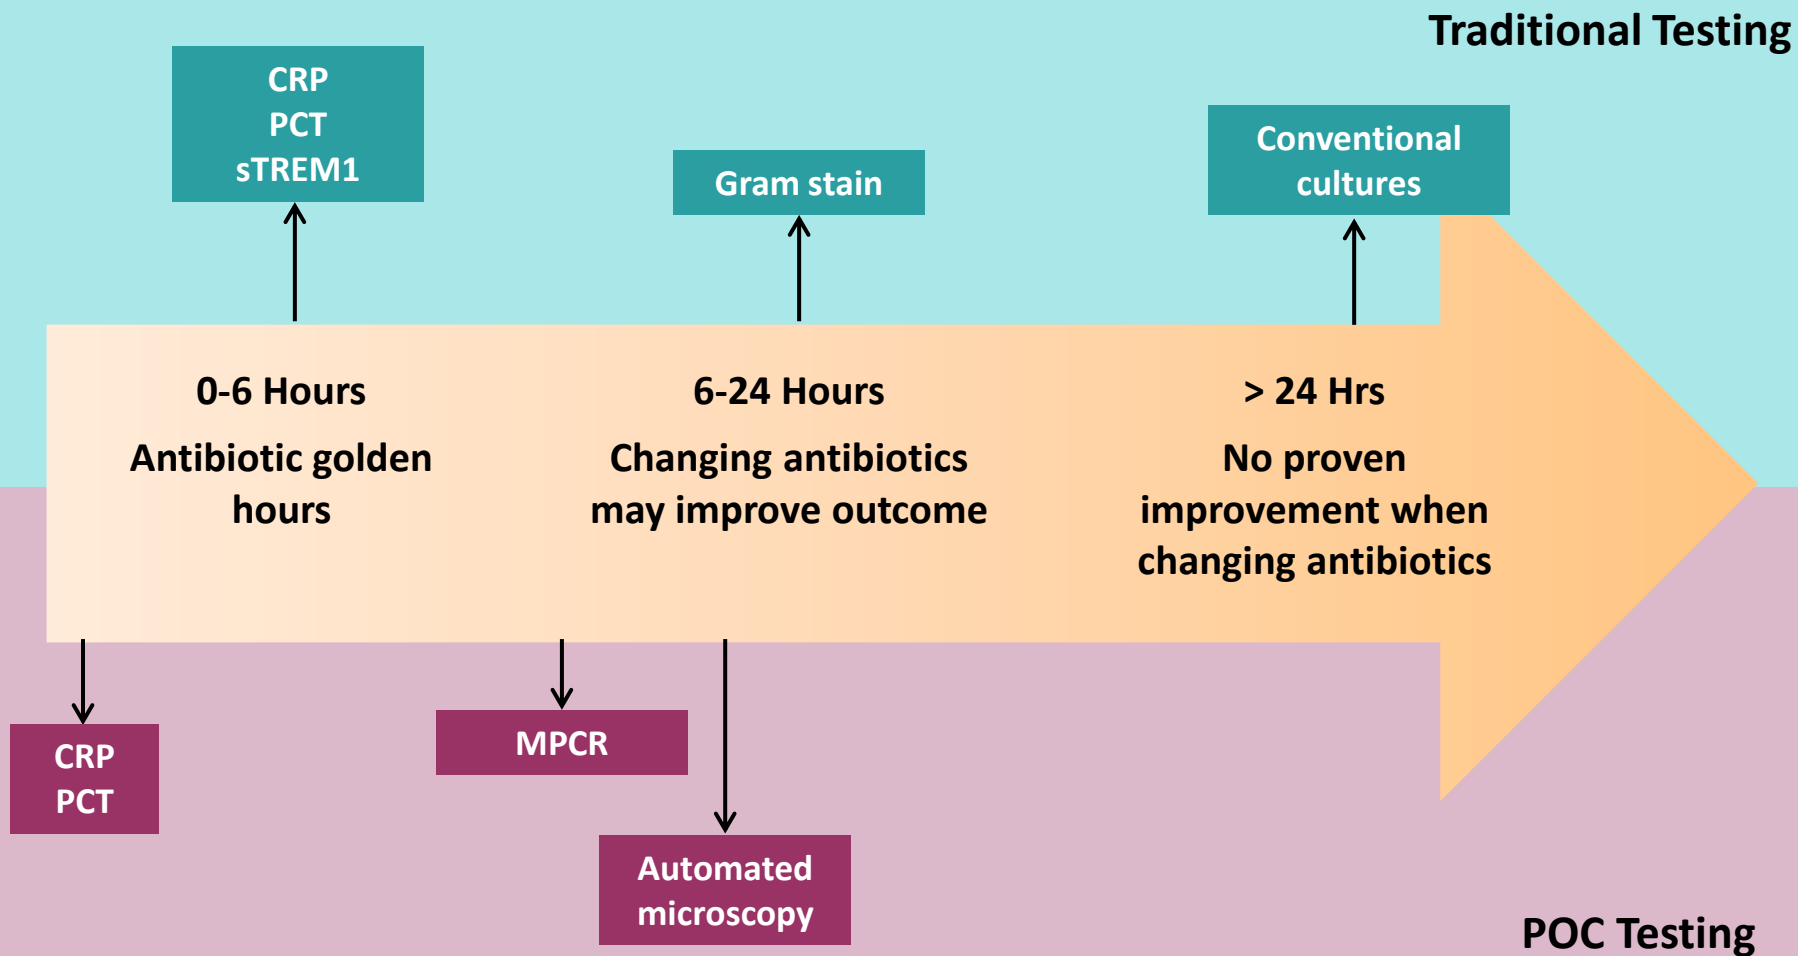 Traditional Testing
CRP
PCT
sTREM1
Gram stain
Conventional
cultures
0-6 Hours
Antibiotic golden
hours
6-24 Hours
Changing antibiotics
may improve outcome
> 24 Hrs
No proven
improvement when
changing antibiotics
CRP
PCT
MPCR
Automated
microscopy
POC Testing